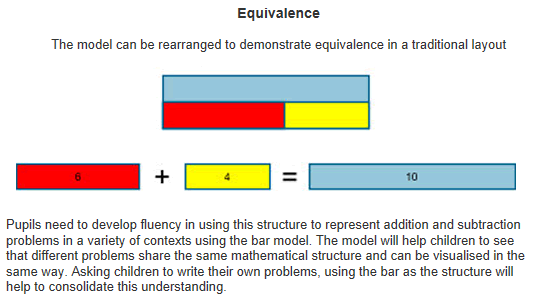 Equivalence
The model can be rearranged to demonstrate equivalence in a traditional layout
6 + 4 = 10
Pupils need to develop fluency in using this structure to represent addition and subtraction
problems in a variety of contexts using the bar model. The model will help children to see
that different problems share the same mathematical structure and can be visualised in the
same way. Asking children to write their own problems, using the bar as the structure will
help to consolidate this understanding.